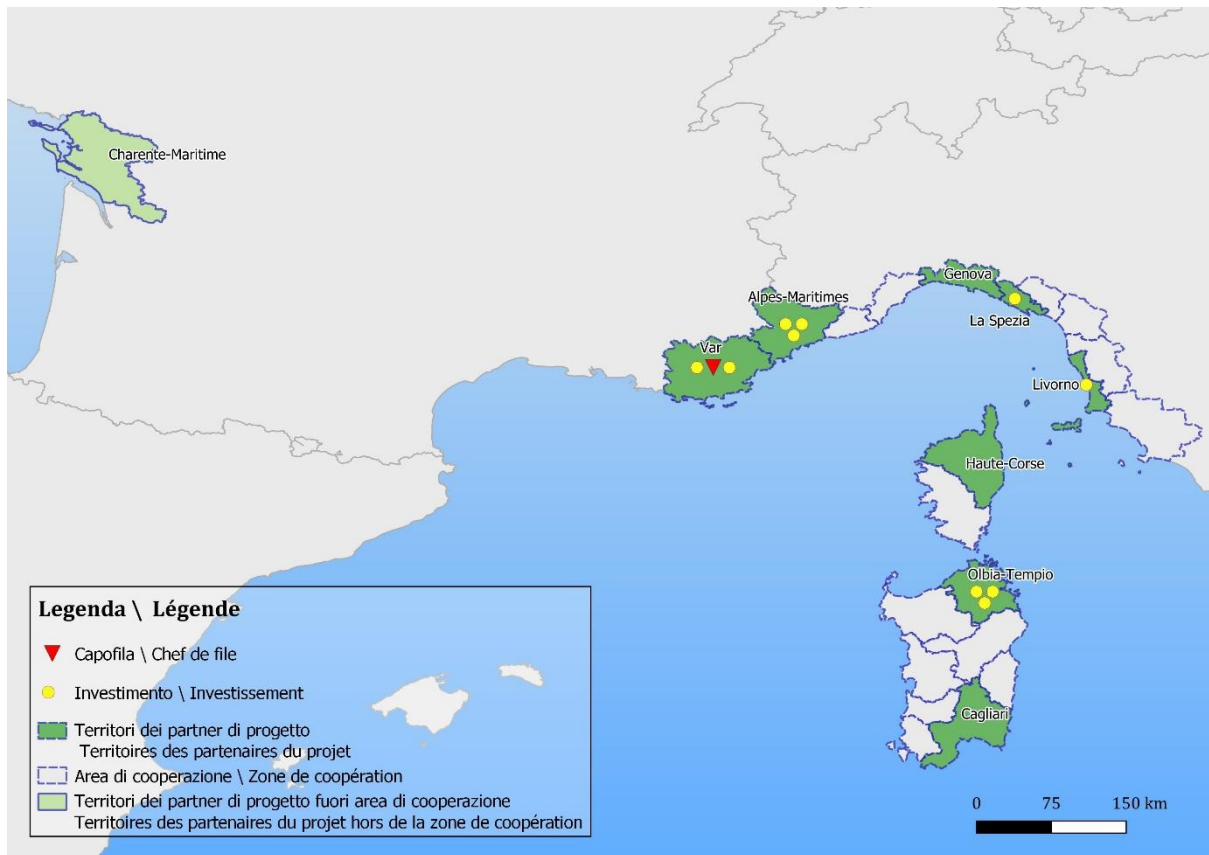 Charente-Maritime
Genova
Alpes-Maritimes
La Spezia
Var
Livorno
Haute-Corse
Olbia-Tempio
Cagliari
Legenda \ Légende
Capofila \ Chef de file
Investimento \ Investissement
Territori dei partner di progetto
Territoires des partenaires du projet
Area di cooperazione \ Zone de coopération
Territori dei partner di progetto fuori area di cooperazione
Territoires des partenaires du projet hors de la zone de coopération
0 75 150 km